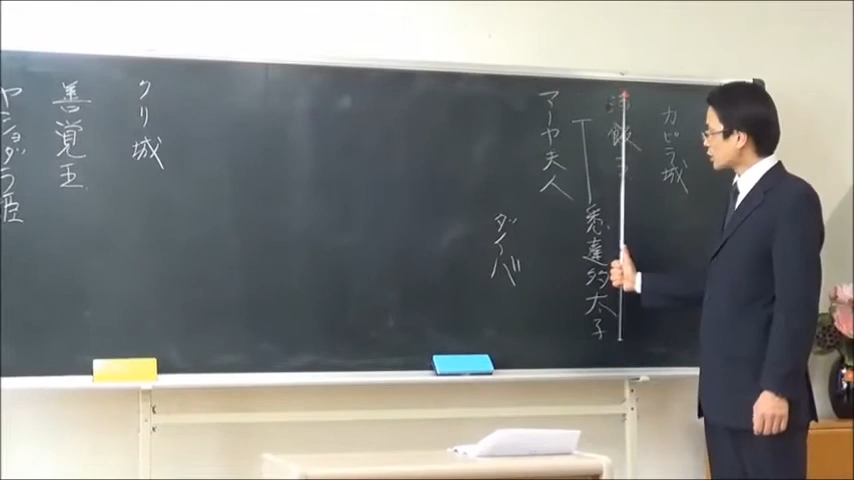 カピラ城
浄飯王
悉達多太子
マーヤ夫人
ダイバ
クリ城
善覚王
ヤショダラ姫